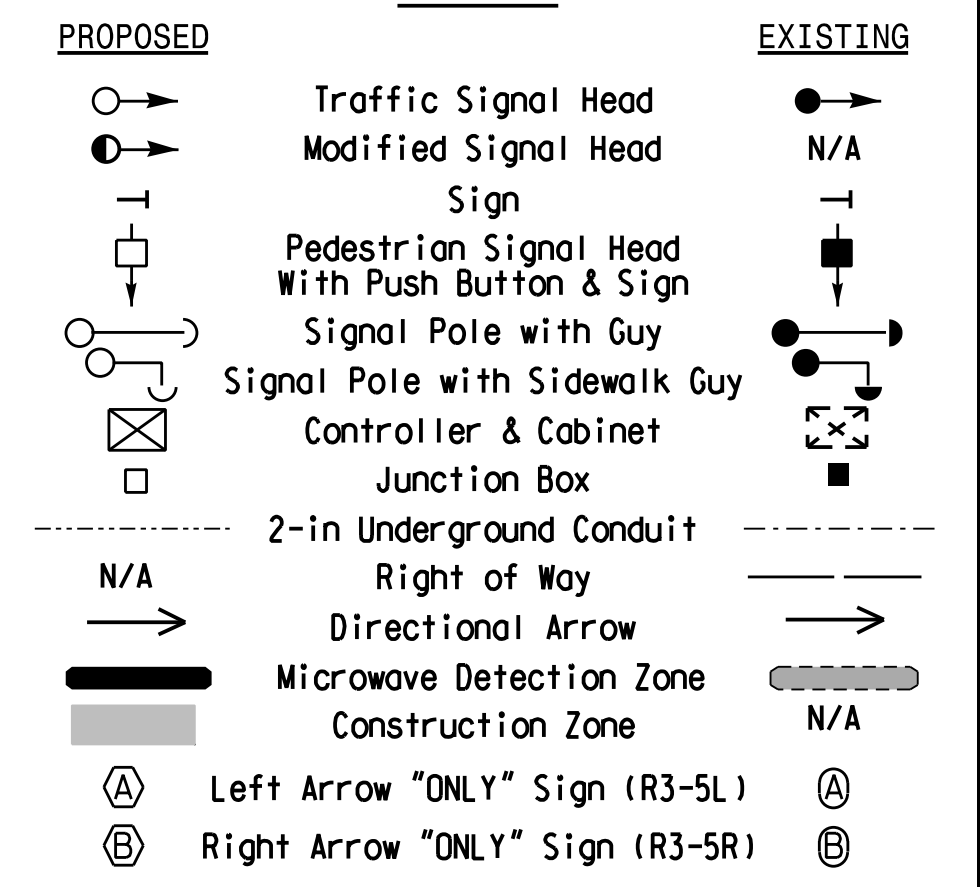 PROPOSED EXISTING
Traffic Signal Head
Modified Signal Head N/A
Sign
Pedestrian Signal Head
With Push Button & Sign
Signal Pole with Guy
Signal Pole with Sidewalk Guy
Controller & Cabinet
Junction Box
2-in Underground Conduit
N/A Right of Way
Directional Arrow
Microwave Detection Zone
Construction Zone N/A
A Left Arrow "ONLY" Sign (R3-5L) A
B Right Arrow "ONLY" Sign (R3-5R) B